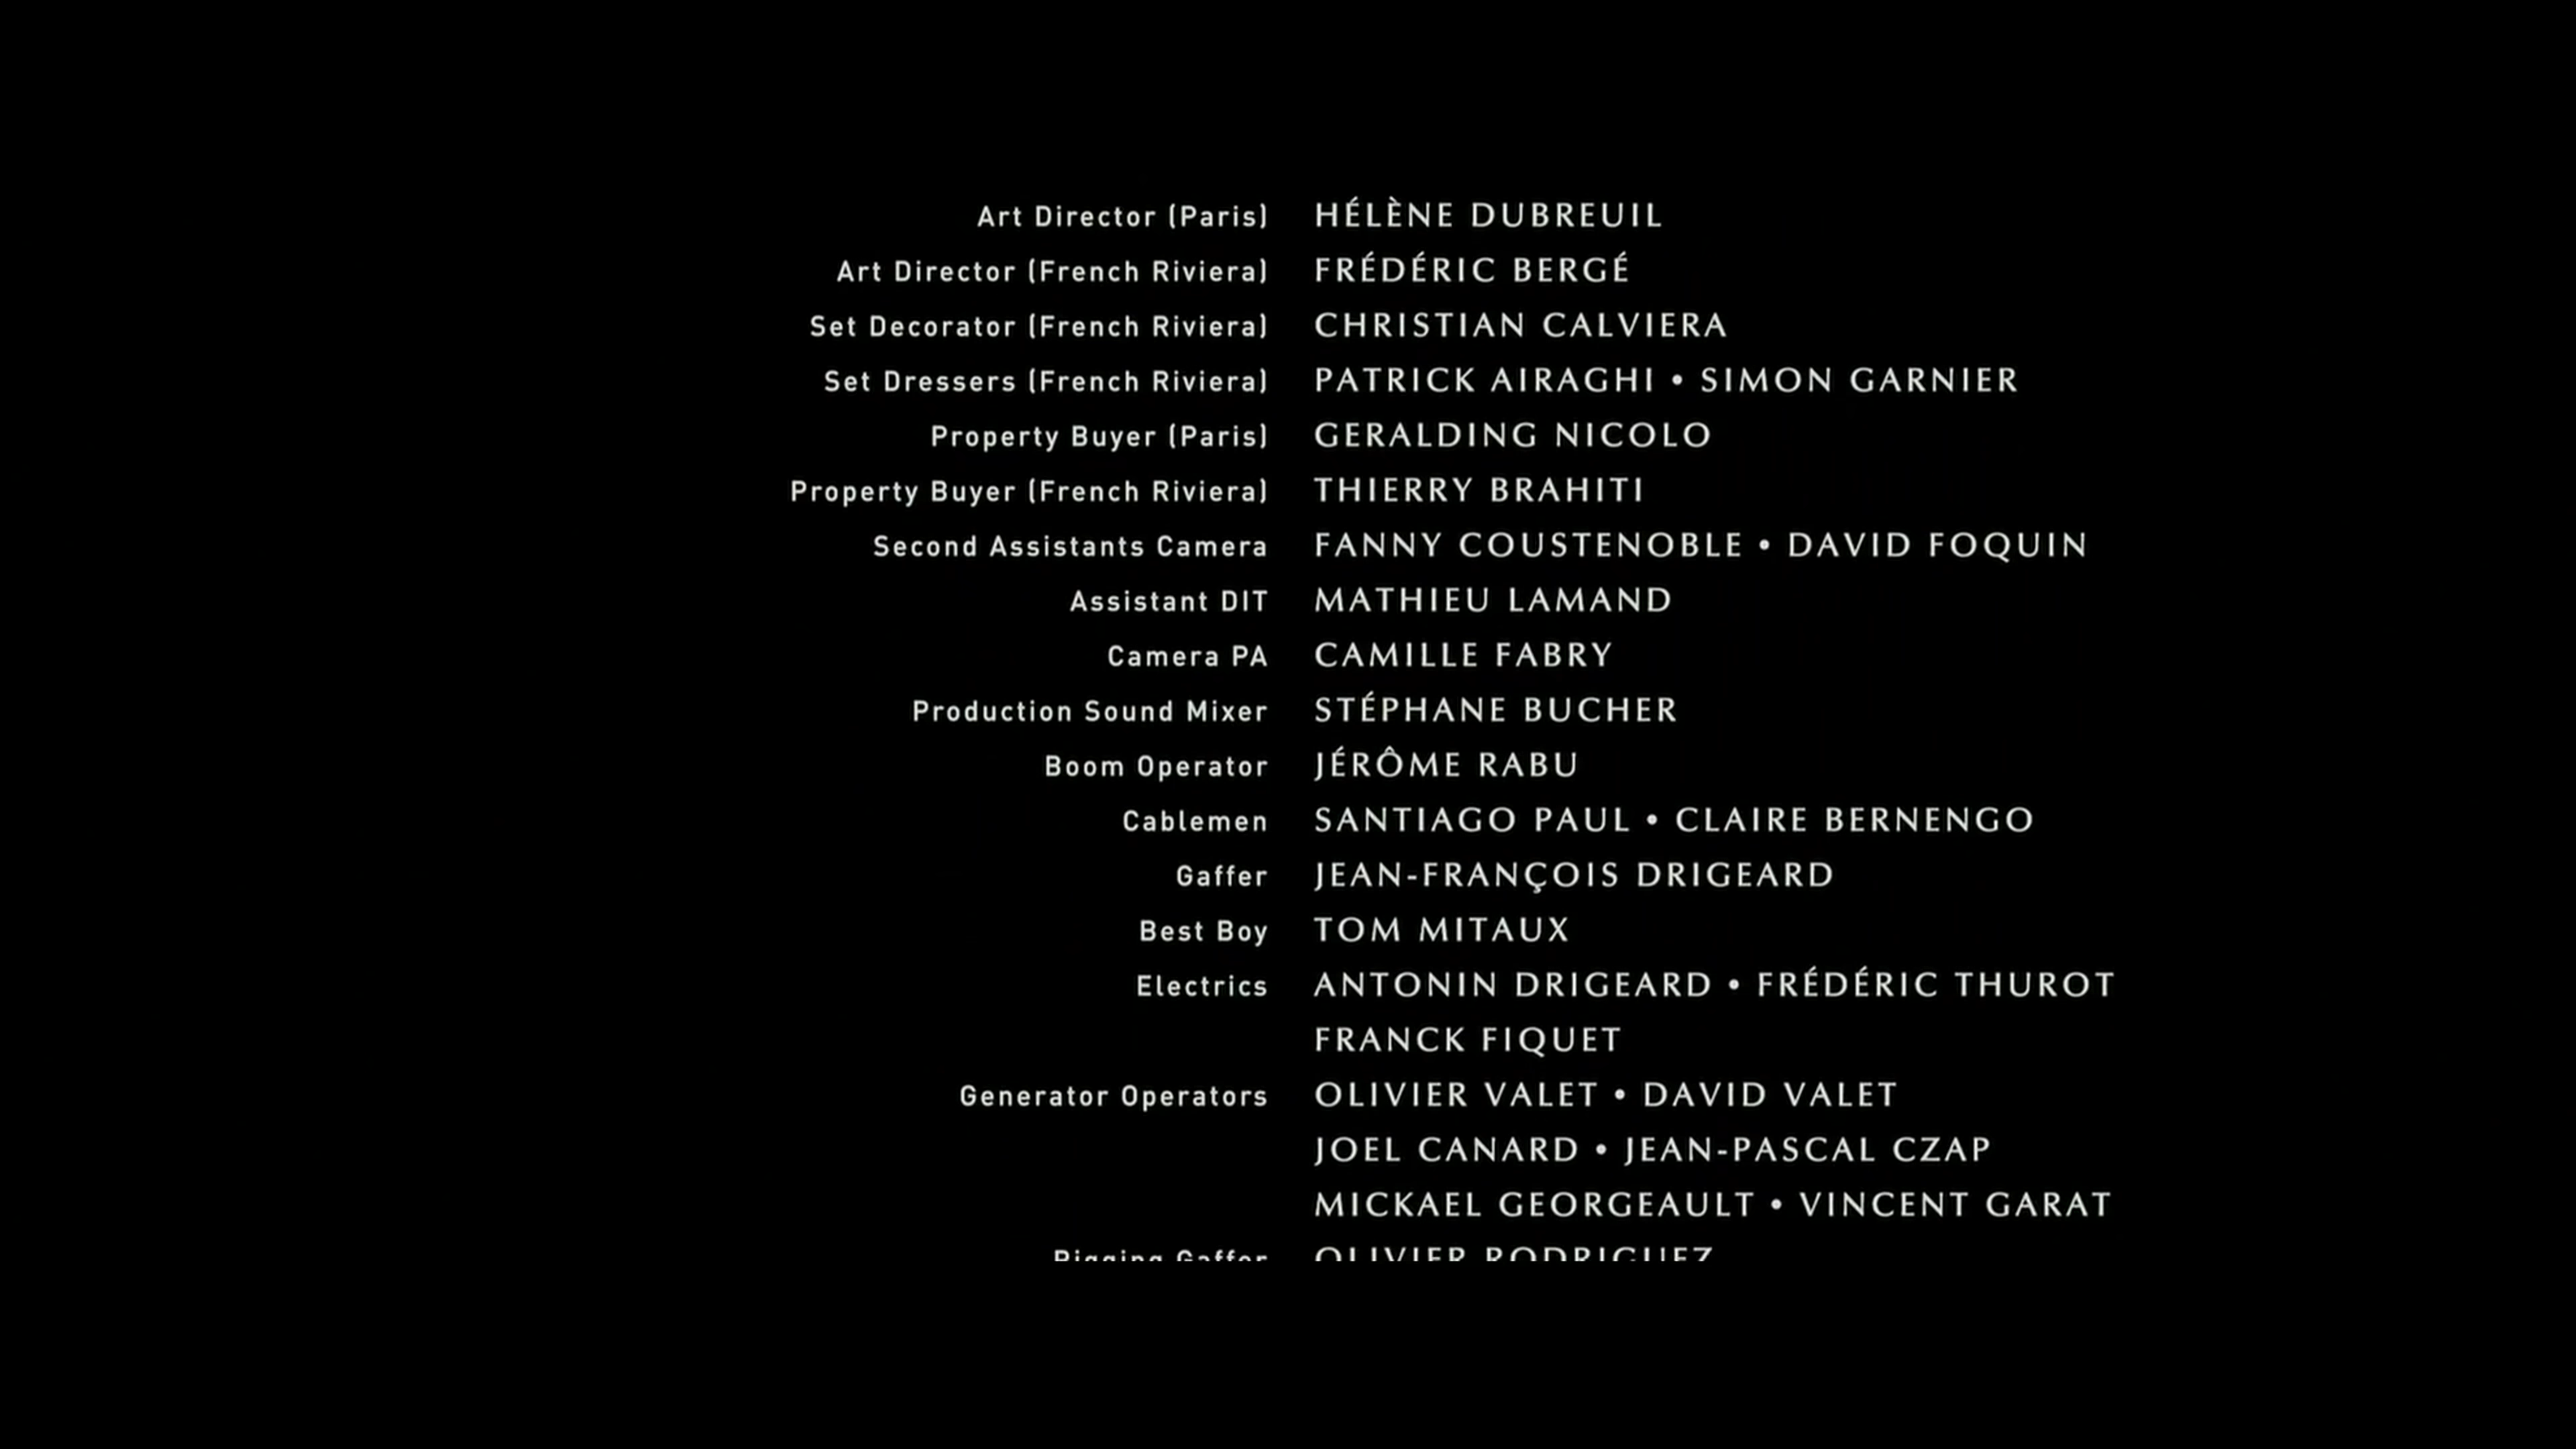 Art Director (Paris) HÉLÈNE DUBREUIL
Art Director (French Riviera) FRÉDÉRIC BERGÉ
Set Decorator (French Riviera) CHRISTIAN CALVIERA
Set Dressers (French Riviera) PATRICK AIRAGHI • SIMON GARNIER
Property Buyer (Paris) GERALDING NICOLO
Property Buyer (French Riviera) THIERRY BRAHITI
Second Assistants Camera FANNY COUSTENOBLE • DAVID FOQUIN
Assistant DIT MATHIEU LAMAND
Camera PA CAMILLE FABRY
Production Sound Mixer STÉPHANE BUCHER
Boom Operator JÉRÔME RABU
Cablemen SANTIAGO PAUL • CLAIRE BERNENGO
Gaffer JEAN-FRANÇOIS DRIGEARD
Best Boy TOM MITAUX
Electrics ANTONIN DRIGEARD • FRÉDÉRIC THUROT
FRANCK FIQUET
Generator Operators OLIVIER VALET • DAVID VALET
JOEL CANARD • JEAN-PASCAL CZAP
MICKAEL GEORGEAULT • VINCENT GARAT
Rigging Gaffer OLIVIER RODRIGUEZ